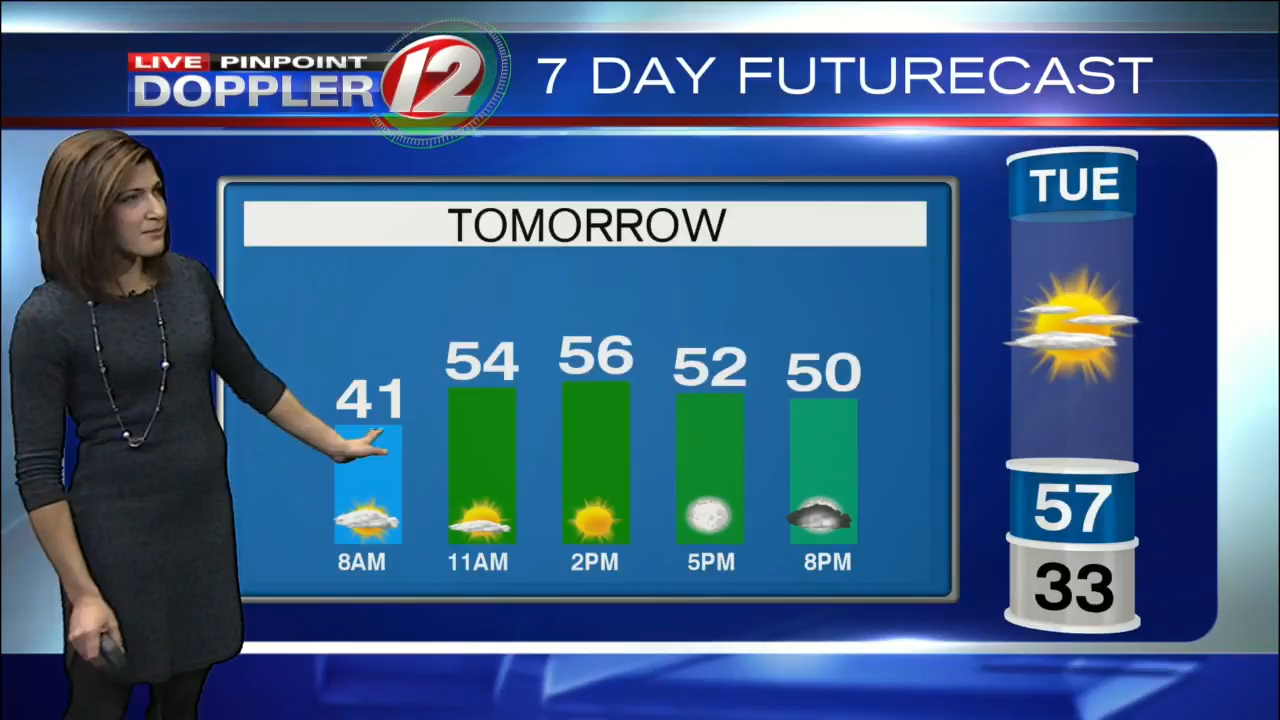 LIVE PINPOINT
DOPPLER 12
7 DAY FUTURECAST
TOMORROW
41 54 56 52 50
8AM 11AM 2PM 5PM 8PM
TUE
57
33